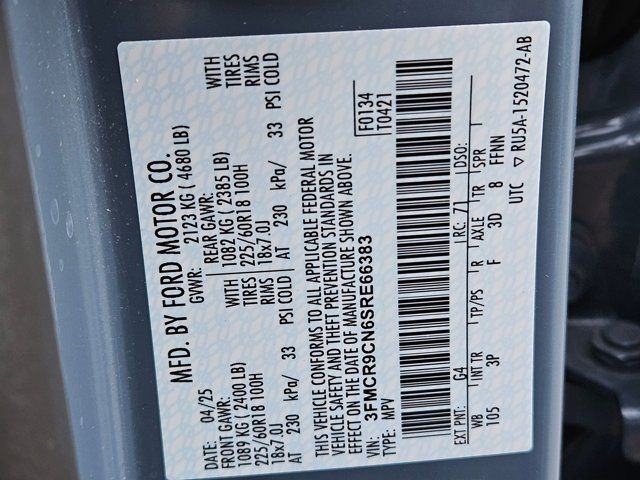 MFD. BY FORD MOTOR CO.
04/25 GVWR: 2123 KG ( 4680 LB)
FRONT GAWR: REAR GAWR: WITH
1089 KG ( 2400 LB) 1082 KG ( 2385 LB) TIRES
225/60R18 100H 225/60R18 100H RIMS
18x7.0J 18x7.0J
AT 230 kPa/ 33 PSI COLD AT 230 kPa/ 33 PSI COLD
WITH
TIRES
RIMS
THIS VEHICLE CONFORMS TO ALL APPLICABLE FEDERAL MOTOR
VEHICLE SAFETY AND THEFT PREVENTION STANDARDS IN
EFFECT ON THE DATE OF MANUFACTURE SHOWN ABOVE.
VIN: 3FMCR9CN6SRE66383
TYPE: MPV
F0134
T0421
EXT PNT: G4 RC: 71 DSO:
WB INT TR TP/PS R AXLE TR SPR
105 3P F 3D 8 FFNN
UTC ▽ RU5A-1520472-AB